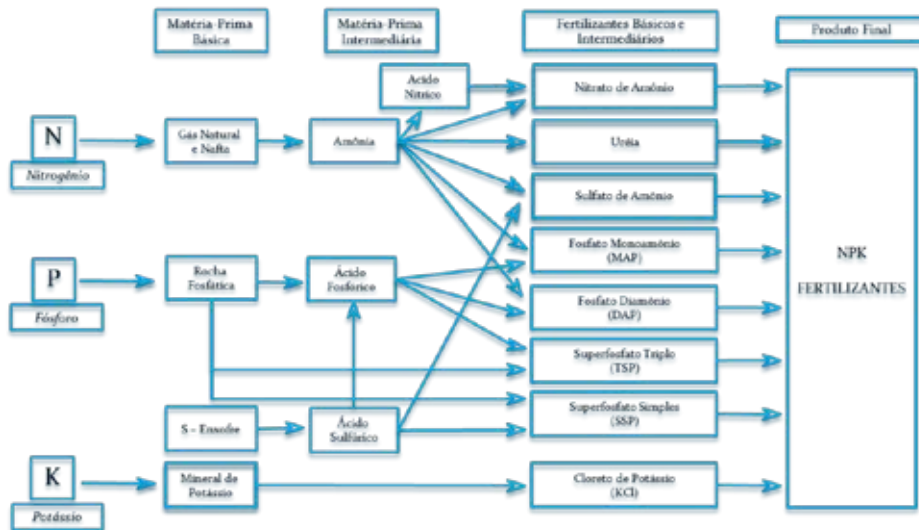 Matéria-Prima
Básica
Matéria-Prima
Intermediária
Fertilizantes Básicos e
Intermediários
Produto Final
Ácido
Nítrico
Nitrato de Amônio
N
Nitrogênio
Gás Natural
e Nafta
Amônia
Uréia
Sulfato de Amônio
Fosfato Monoamônio
(MAP)
P
Fósforo
Rocha
Fosfática
Ácido
Fosfórico
Fosfato Diamônio
(DAP)
NPK
FERTILIZANTES
Superfosfato Triplo
(TSP)
S - Enxofre
Ácido
Sulfúrico
Superfosfato Simples
(SSP)
K
Potássio
Mineral de
Potássio
Cloreto de Potássio
(KCl)